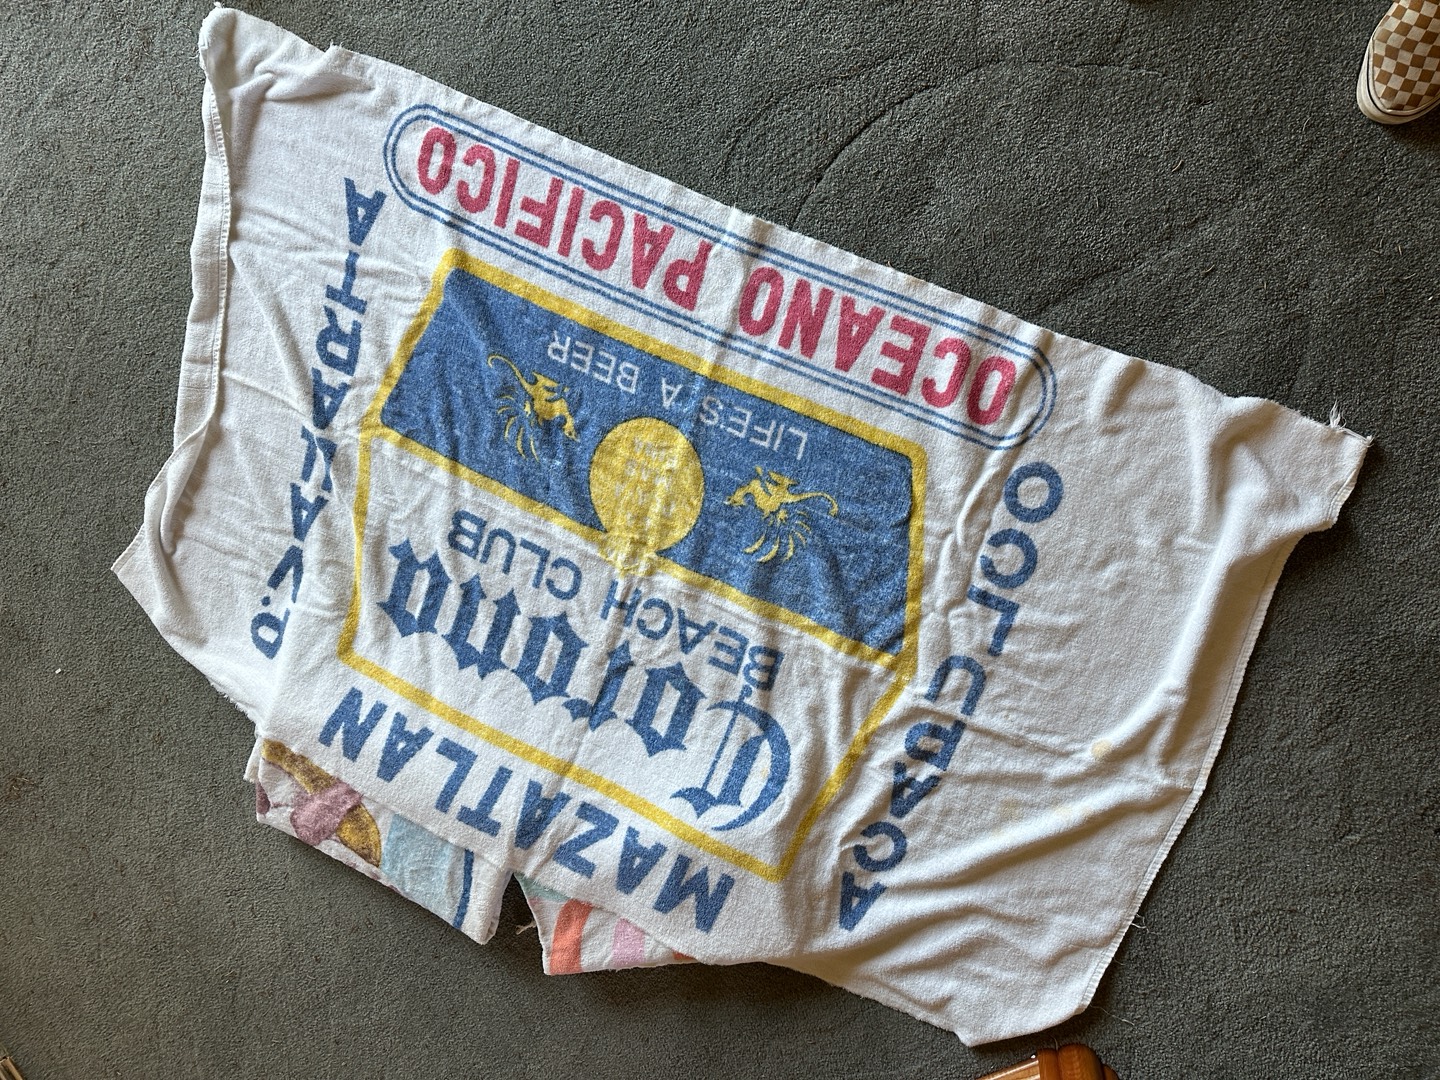 MAZATLAN
Corona
BEACH CLUB
LIFE'S A BEER
OCEANO PACIFICO
ACAPULCO
P. VALLARTA